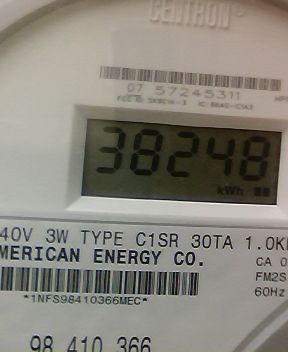 CENTRON®
07 57245311
38248
kWh
40V 3W TYPE C1SR 30TA 1.0K
MERICAN ENERGY CO.
CA 0
FM2S
*1NFS98410366MEC*
60Hz
98 410 366